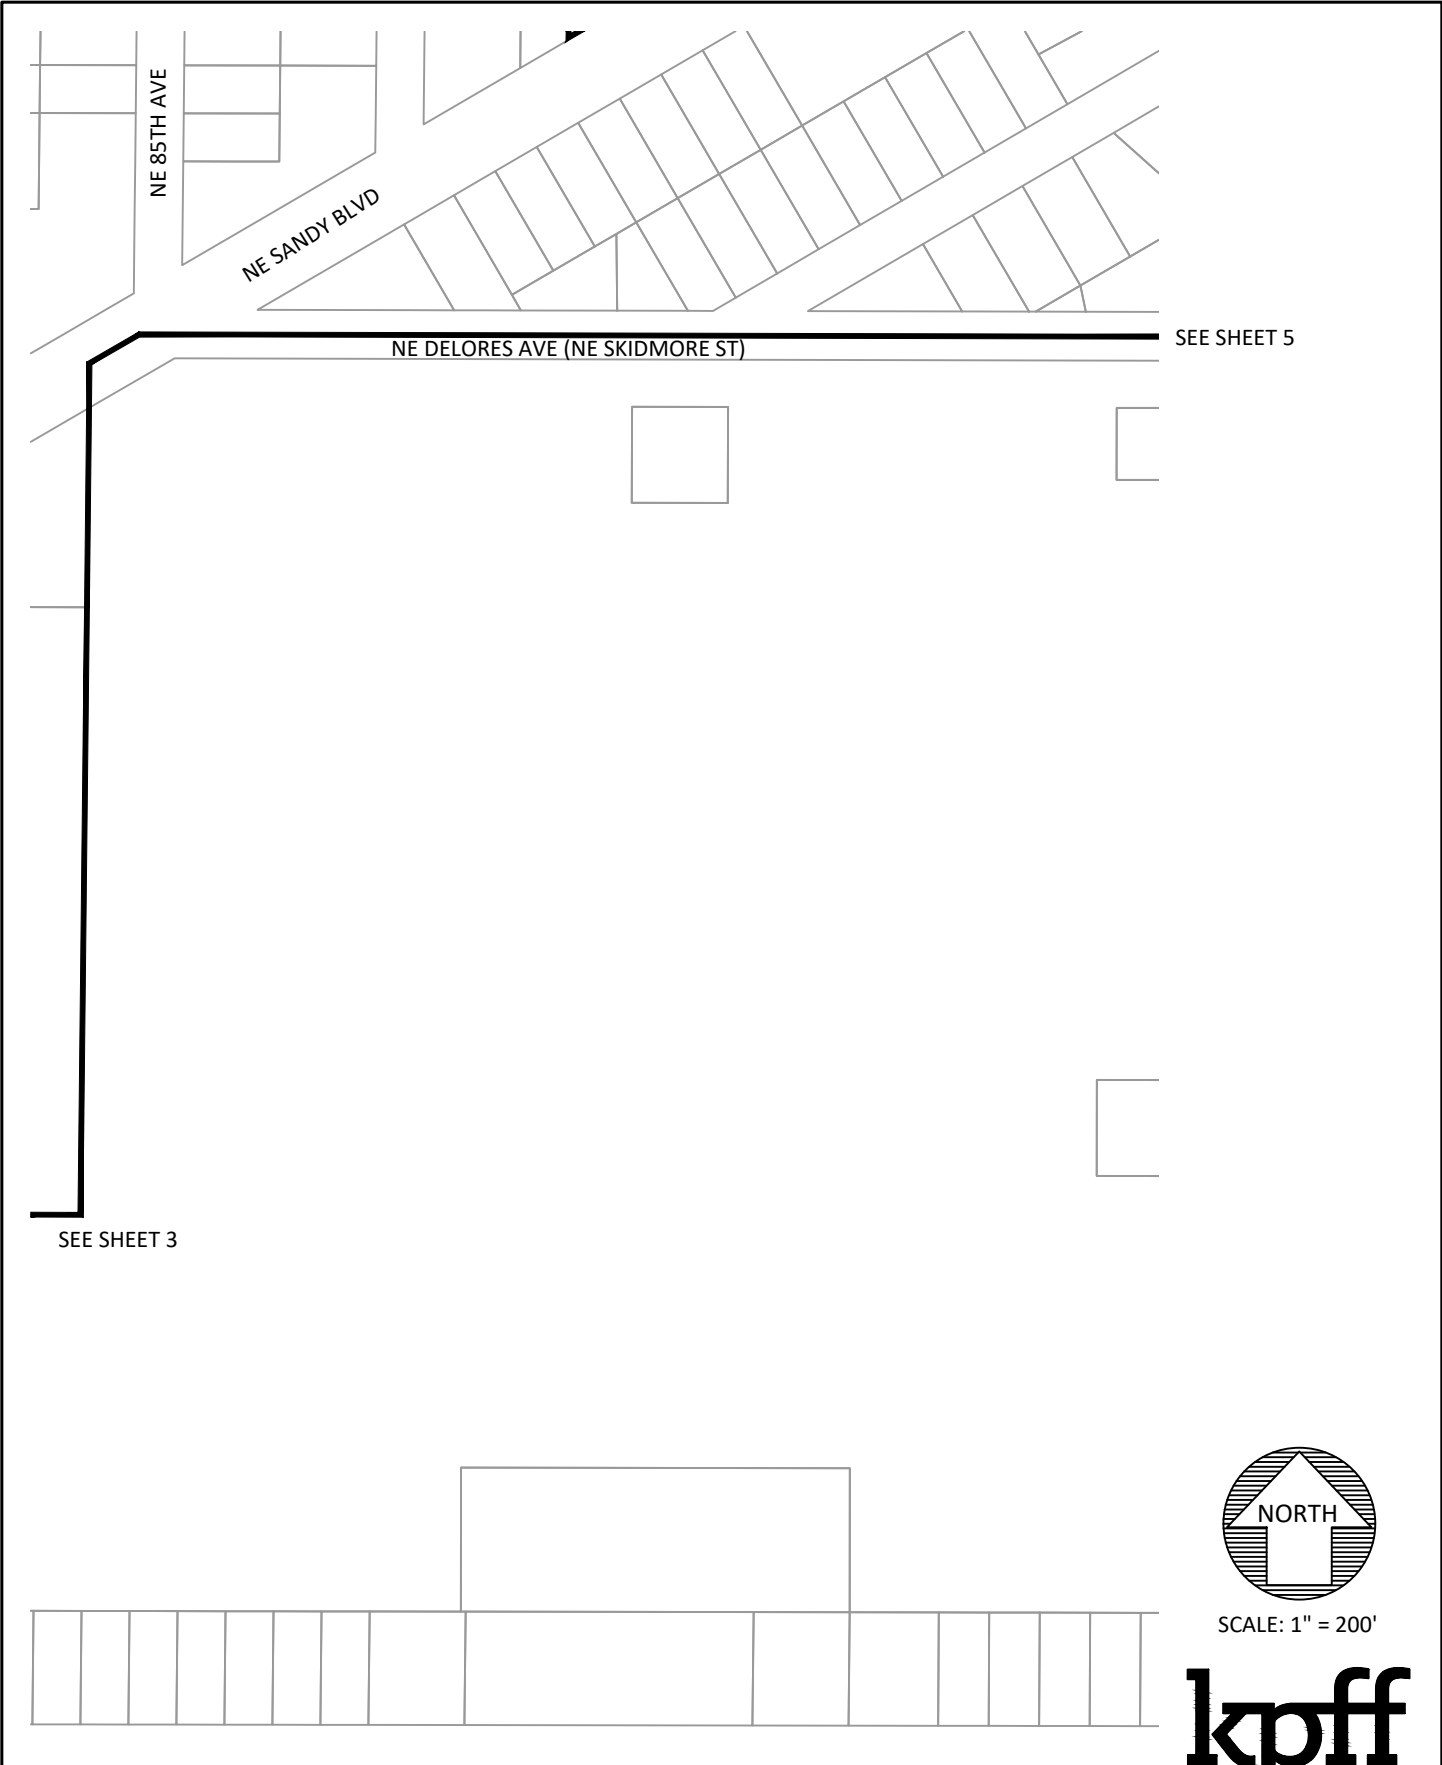 NE 85TH AVE
NE SANDY BLVD
SEE SHEET 5
NE DELORES AVE (NE SKIDMORE ST)
SEE SHEET 3
NORTH
SCALE: 1" = 200'
kpff